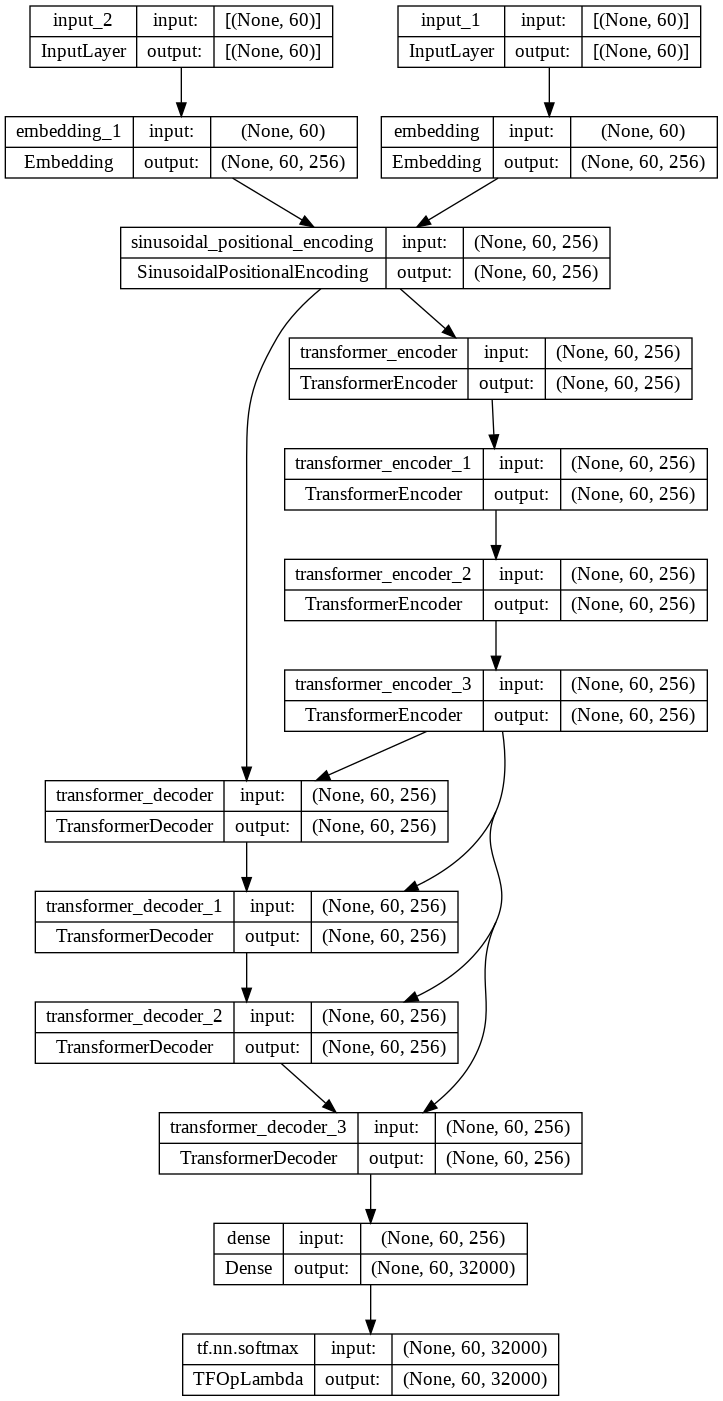 input_2 input: [(None, 60)]
InputLayer output: [(None, 60)]
input_1 input: [(None, 60)]
InputLayer output: [(None, 60)]
embedding_1 input: (None, 60)
Embedding output: (None, 60, 256)
embedding input: (None, 60)
Embedding output: (None, 60, 256)
sinusoidal_positional_encoding input: (None, 60, 256)
SinusoidalPositionalEncoding output: (None, 60, 256)
transformer_encoder input: (None, 60, 256)
TransformerEncoder output: (None, 60, 256)
transformer_encoder_1 input: (None, 60, 256)
TransformerEncoder output: (None, 60, 256)
transformer_encoder_2 input: (None, 60, 256)
TransformerEncoder output: (None, 60, 256)
transformer_encoder_3 input: (None, 60, 256)
TransformerEncoder output: (None, 60, 256)
transformer_decoder input: (None, 60, 256)
TransformerDecoder output: (None, 60, 256)
transformer_decoder_1 input: (None, 60, 256)
TransformerDecoder output: (None, 60, 256)
transformer_decoder_2 input: (None, 60, 256)
TransformerDecoder output: (None, 60, 256)
transformer_decoder_3 input: (None, 60, 256)
TransformerDecoder output: (None, 60, 256)
dense input: (None, 60, 256)
Dense output: (None, 60, 32000)
tf.nn.softmax input: (None, 60, 32000)
TFOpLambda output: (None, 60, 32000)